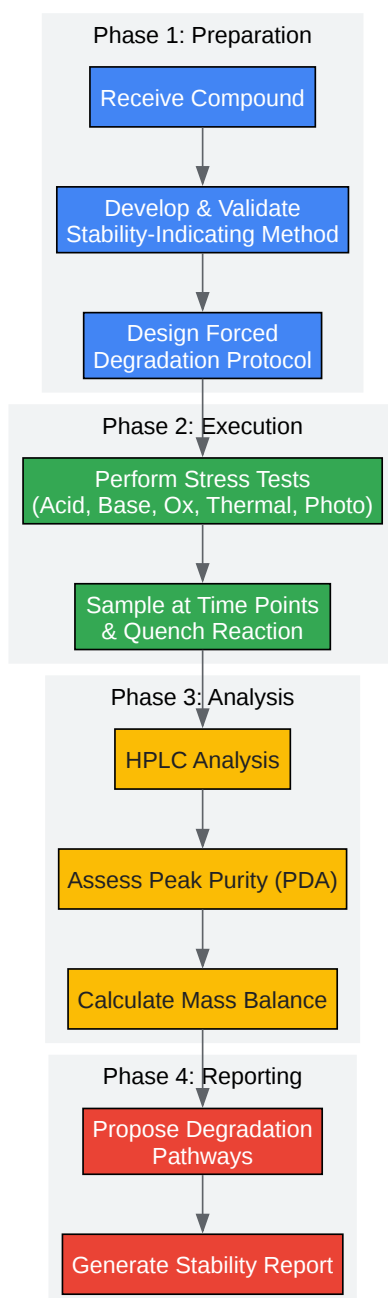 Phase 1: Preparation
Receive Compound
Develop & Validate
Stability-Indicating Method
Design Forced
Degradation Protocol
Phase 2: Execution
Perform Stress Tests
(Acid, Base, Ox, Thermal, Photo)
Sample at Time Points
& Quench Reaction
Phase 3: Analysis
HPLC Analysis
Assess Peak Purity (PDA)
Calculate Mass Balance
Phase 4: Reporting
Propose Degradation
Pathways
Generate Stability Report